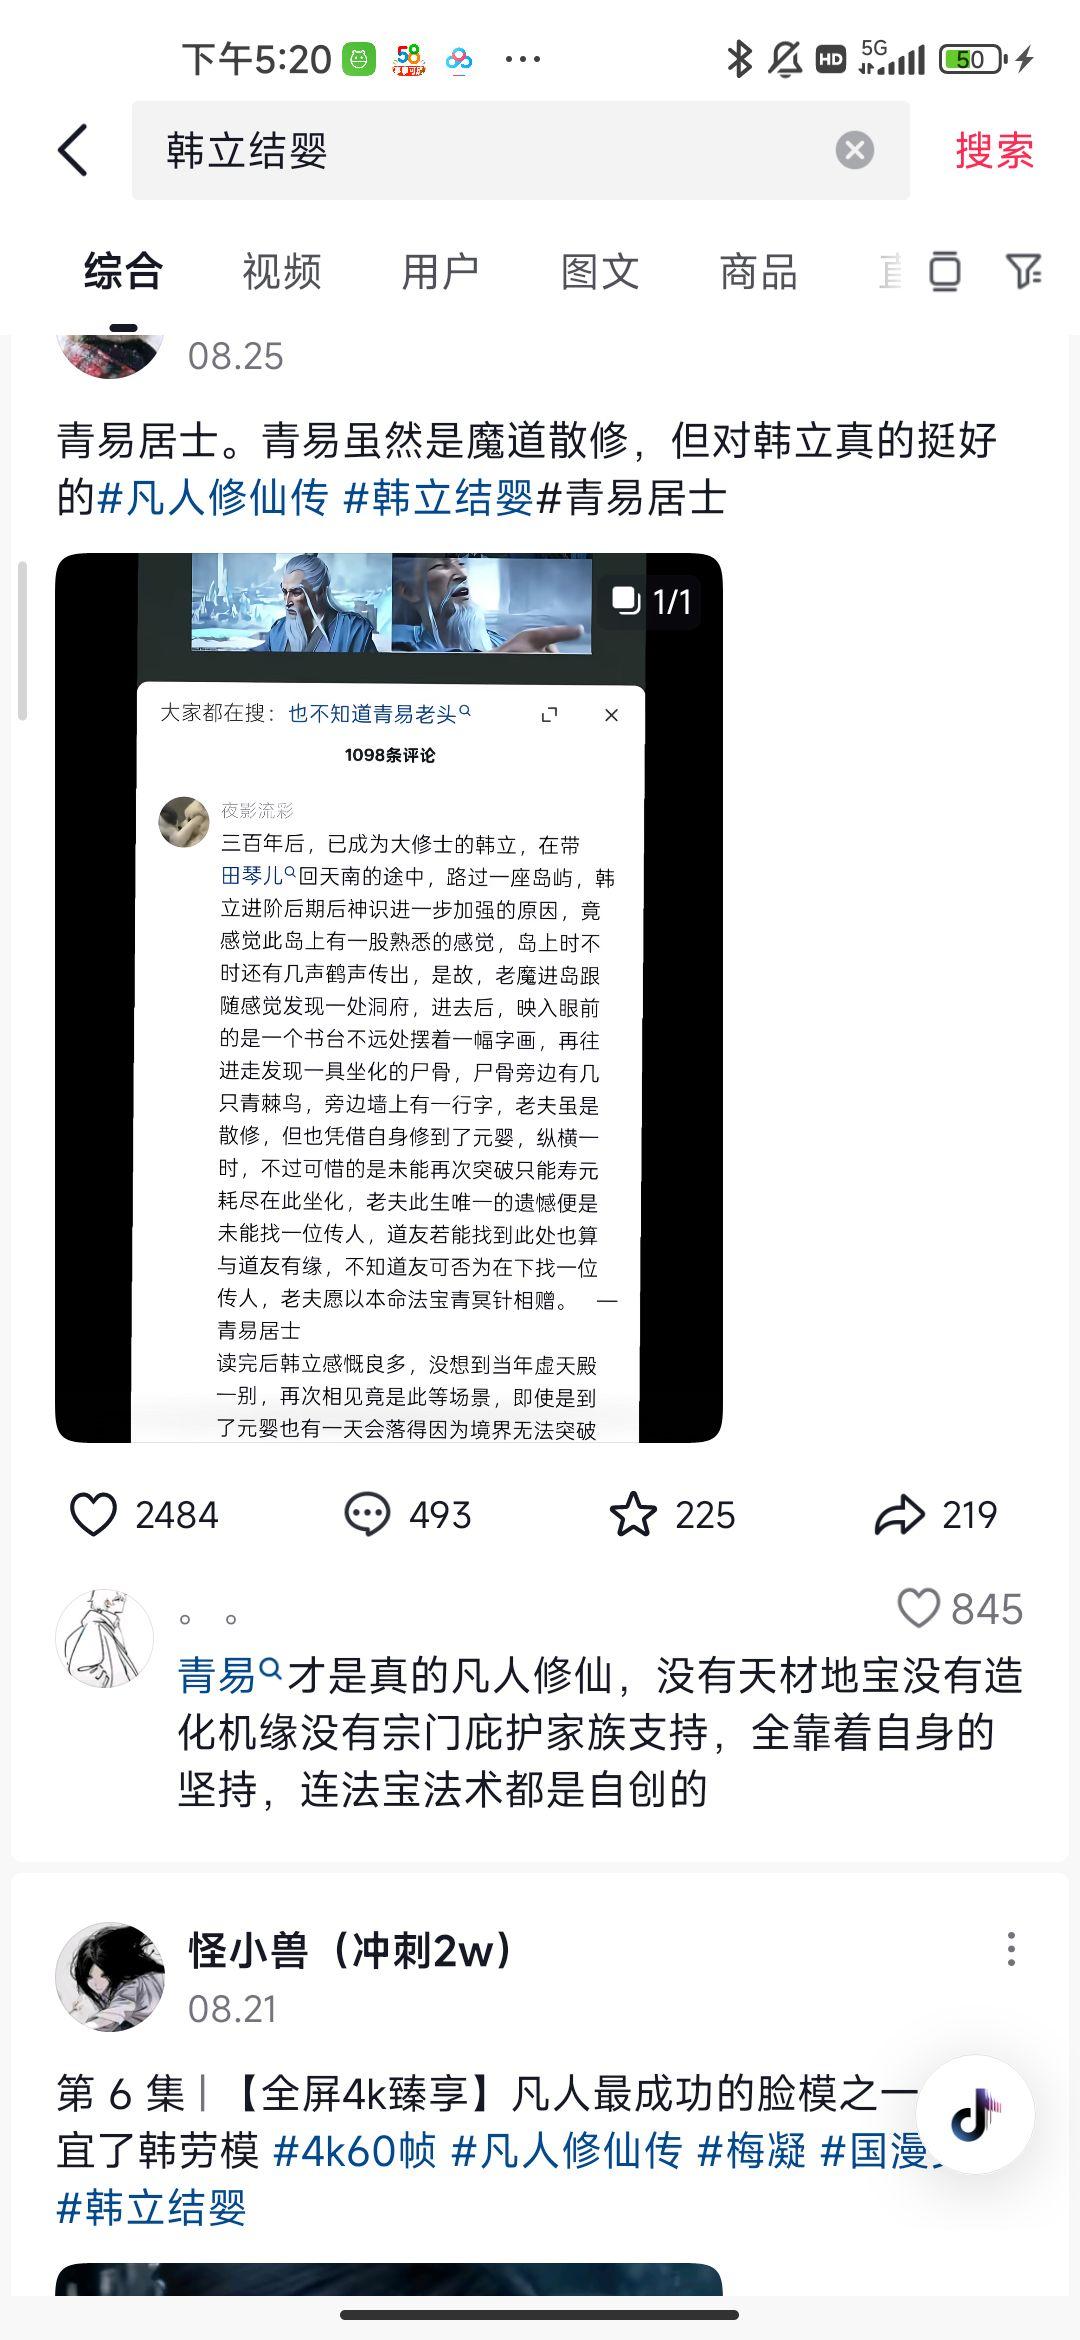 下午5:20
58
...
HD
5G
50
韩立结婴
搜索
综合
视频
用户
图文
商品
08.25
青易居士。青易虽然是魔道散修，但对韩立真的挺好
的#凡人修仙传 #韩立结婴#青易居士
1/1
大家都在搜：也不知道青易老头
1098条评论
夜影流彩
三百年后，已成为大修士的韩立，在带
田琴儿回天南的途中，路过一座岛屿，韩
立进阶后期后神识进一步加强的原因，竟
感觉此岛上有一股熟悉的感觉，岛上时不
时还有几声鹤声传出，是故，老魔进岛跟
随感觉发现一处洞府，进去后，映入眼前
的是一个书台不远处摆着一幅字画，再往
进走发现一具坐化的尸骨，尸骨旁边有几
只青棘鸟，旁边墙上有一行字，老夫虽是
散修，但也凭借自身修到了元婴，纵横一
时，不过可惜的是未能再次突破只能寿元
耗尽在此坐化，老夫此生唯一的遗憾便是
未能找一位传人，道友若能找到此处也算
与道友有缘，不知道友可否为在下找一位
传人，老夫愿以本命法宝青冥针相赠。 —
青易居士
读完后韩立感慨良多，没想到当年虚天殿
一别，再次相见竟是此等场景，即使是到
了元婴也有一天会落得因为境界无法突破
2484
493
225
219
。。
845
青易才是真的凡人修仙，没有天材地宝没有造
化机缘没有宗门庇护家族支持，全靠着自身的
坚持，连法宝法术都是自创的
怪小兽（冲刺2w）
08.21
第 6 集 | 【全屏4k臻享】凡人最成功的脸模之一
宜了韩劳模 #4k60帧 #凡人修仙传 #梅凝 #国漫
#韩立结婴